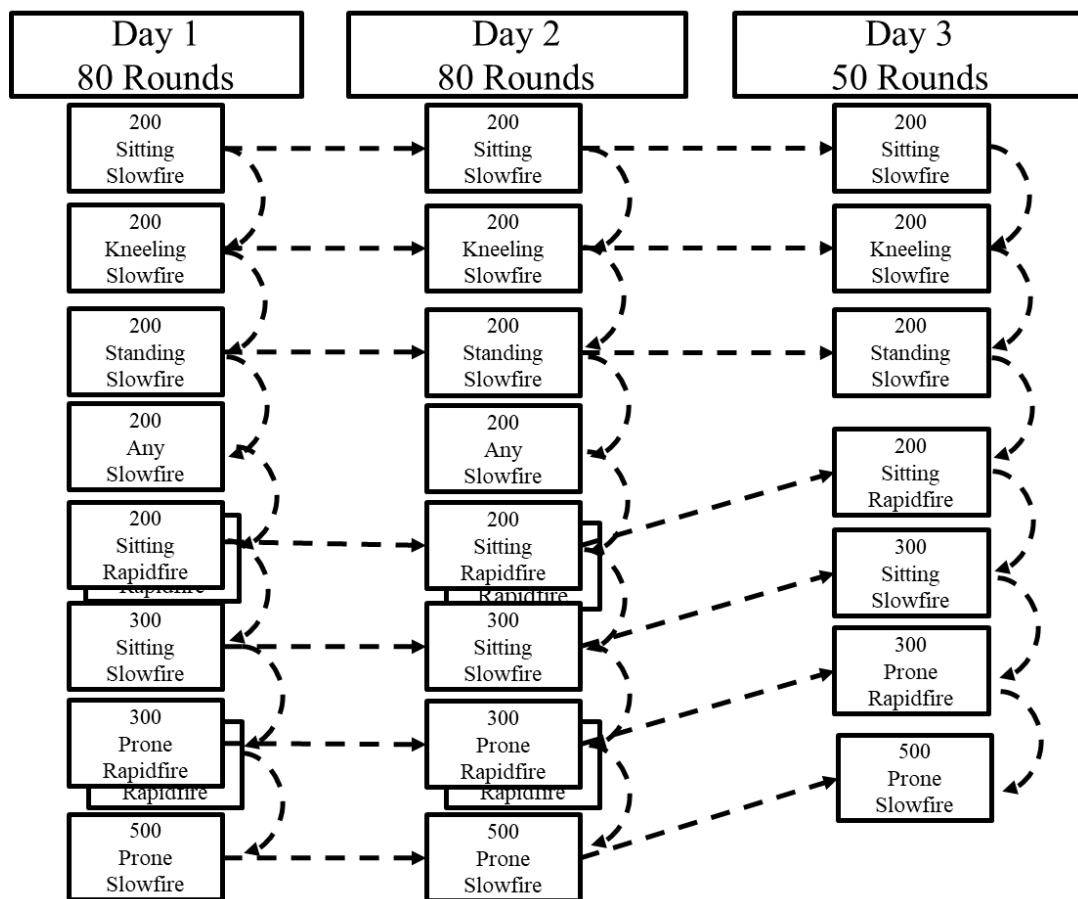 Day 1
80 Rounds
200
Sitting
Slowfire
200
Kneeling
Slowfire
200
Standing
Slowfire
200
Any
Slowfire
200
Sitting
Rapidfire
Rapidfire
300
Sitting
Slowfire
300
Prone
Rapidfire
Rapidfire
500
Prone
Slowfire
Day 2
80 Rounds
200
Sitting
Slowfire
200
Kneeling
Slowfire
200
Standing
Slowfire
200
Any
Slowfire
200
Sitting
Rapidfire
Rapidfire
300
Sitting
Slowfire
300
Prone
Rapidfire
Rapidfire
500
Prone
Slowfire
Day 3
50 Rounds
200
Sitting
Slowfire
200
Kneeling
Slowfire
200
Standing
Slowfire
200
Sitting
Rapidfire
300
Sitting
Slowfire
300
Prone
Rapidfire
500
Prone
Slowfire